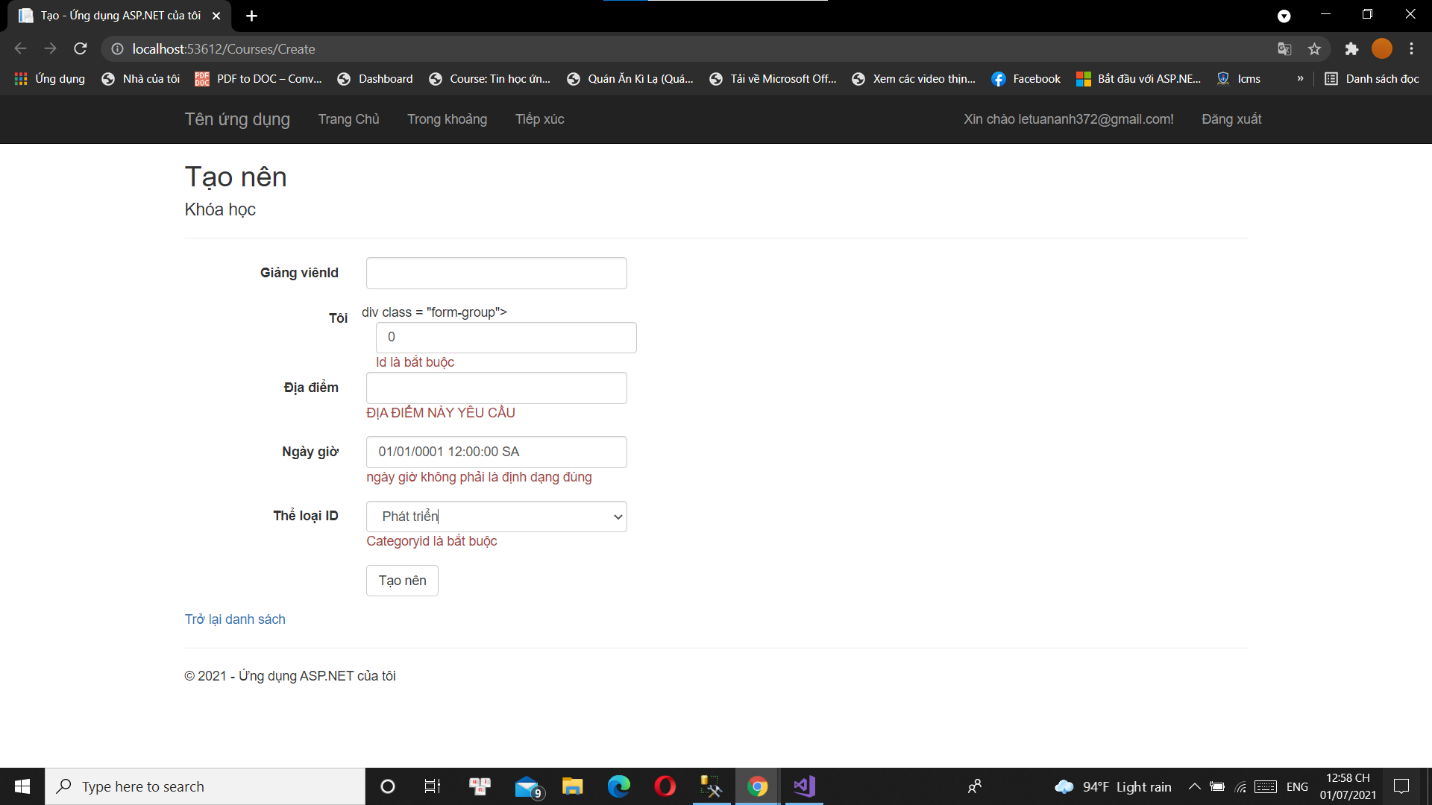 Tạo - Ứng dụng ASP.NET của tôi
localhost:53612/Courses/Create
Ứng dụng Nhà của tôi PDF to DOC – Conv... Dashboard Course: Tin học ứn... Quán Ăn Kì Lạ (Quá... Tải về Microsoft Off... Xem các video thịn... Facebook Bắt đầu với ASP.NE... lcms » Danh sách đọc
Tên ứng dụng Trang Chủ Trong khoảng Tiếp xúc Xin chào letuananh372@gmail.com! Đăng xuất
Tạo nên
Khóa học
Giảng viênId
div class = "form-group">
Tôi
0
Id là bắt buộc
Địa điểm
ĐỊA ĐIỂM NÀY YÊU CẦU
Ngày giờ 01/01/0001 12:00:00 SA
ngày giờ không phải là định dạng đúng
Thể loại ID Phát triển
Categoryid là bắt buộc
Tạo nên
Trở lại danh sách
© 2021 - Ứng dụng ASP.NET của tôi
Type here to search 9 94°F Light rain ENG 12:58 CH
01/07/2021